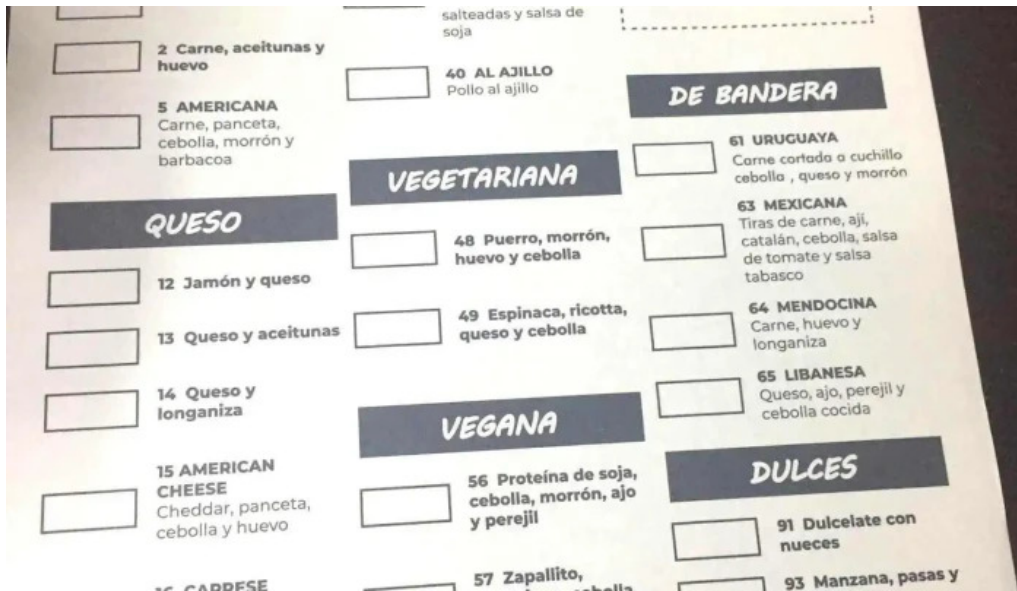 2 Carne, aceitunas y
huevo
5 AMERICANA
Carne, panceta,
cebolla, morrón y
barbacoa
QUESO
12 Jamón y queso
13 Queso y aceitunas
14 Queso y
longaniza
15 AMERICAN
CHEESE
Cheddar, panceta,
cebolla y huevo
CAPRESE
salteadas y salsa de
soja
40 AL AJILLO
Pollo al ajillo
VEGETARIANA
48 Puerro, morrón,
huevo y cebolla
49 Espinaca, ricotta,
queso y cebolla
VEGANA
56 Proteína de soja,
cebolla, morrón, ajo
y perejil
57 Zapallito,
DE BANDERA
61 URUGUAYA
Carne cortada a cuchillo
cebolla , queso y morrón
63 MEXICANA
Tiras de carne, ají,
catalán, cebolla, salsa
de tomate y salsa
tabasco
64 MENDOCINA
Carne, huevo y
longaniza
65 LIBANESA
Queso, ajo, perejil y
cebolla cocida
DULCES
91 Dulcelate con
nueces
93 Manzana, pasas y